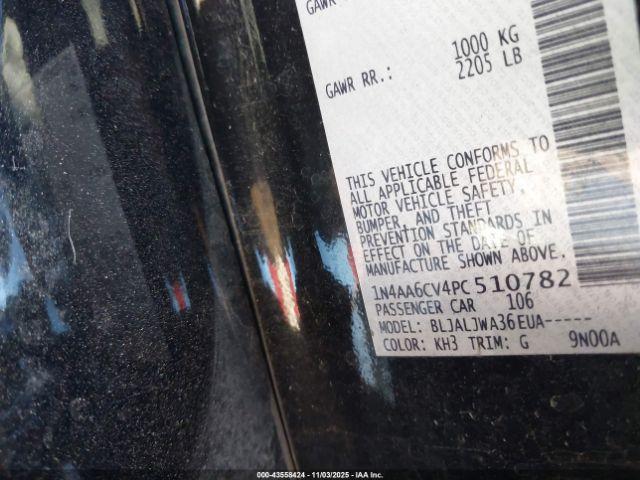 GAWR
1000 KG
GAWR RR.: 2205 LB
THIS VEHICLE CONFORMS TO
ALL APPLICABLE FEDERAL
MOTOR VEHICLE SAFETY,
BUMPER, AND THEFT
PREVENTION STANDARDS IN
EFFECT ON THE DATE OF
MANUFACTURE SHOWN ABOVE.
1N4AA6CV4PC510782
PASSENGER CAR 106
MODEL: BLJALJWA36EUA-----
COLOR: KH3 TRIM: G 9N00A
000-43558424 | 11/03/2025 - IAA Inc.